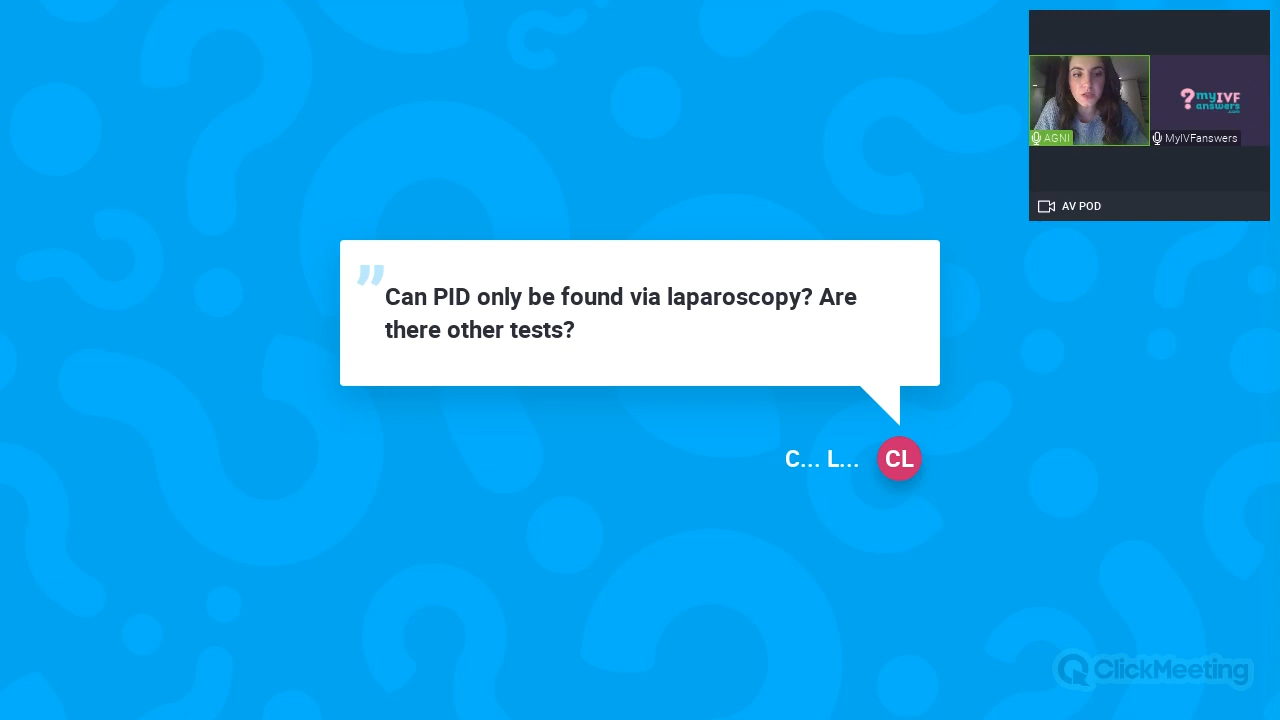 ?myIVF
answers
.com
AGNI
MyIVFanswers
AV POD
” Can PID only be found via laparoscopy? Are
there other tests?
C... L... CL
ClickMeeting